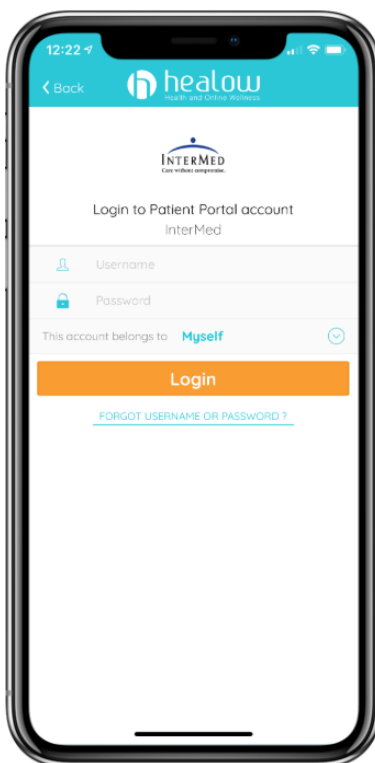 12:22
Back
healow
Health and Online Wellness
INTERMED
Care without compromise.
Login to Patient Portal account
InterMed
Username
Password
This account belongs to Myself
Login
FORGOT USERNAME OR PASSWORD ?